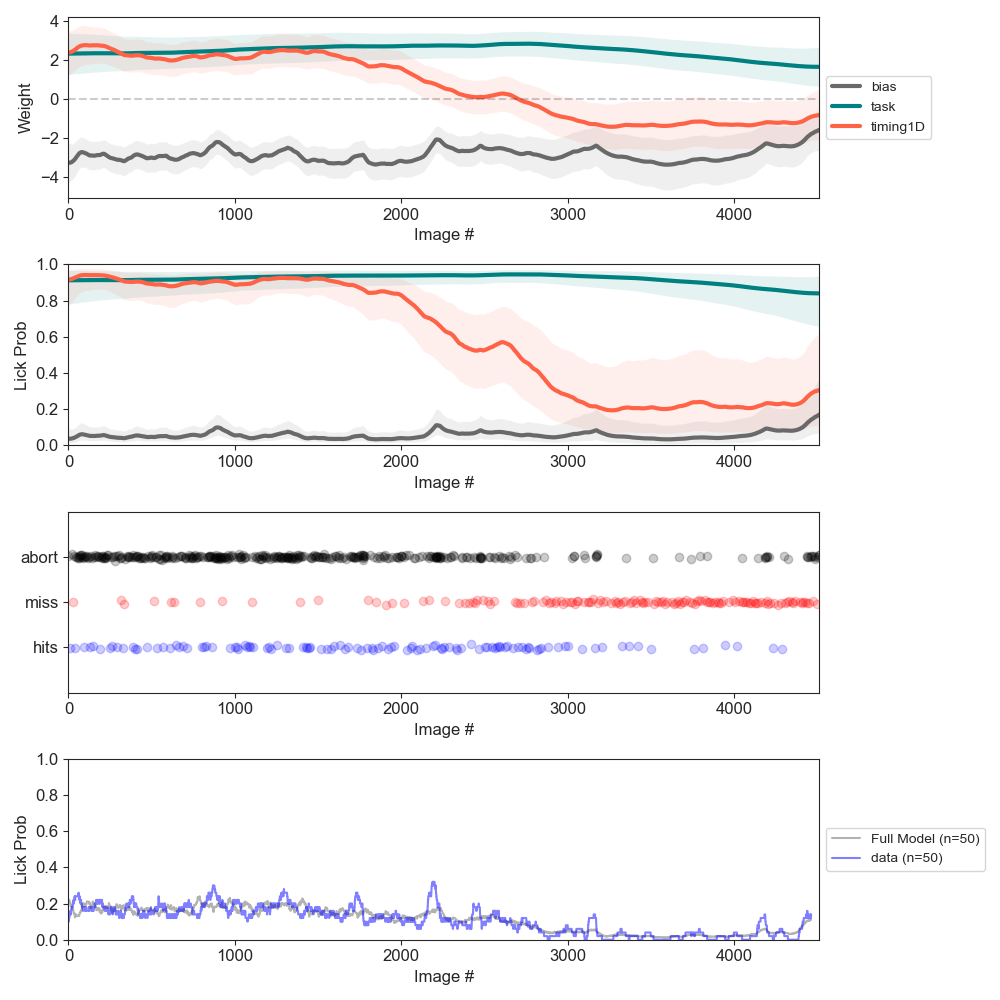 4
2
0
−2
−4
Weight
0
1000
2000
3000
4000
Image #
bias
task
timing1D
1.0
0.8
0.6
0.4
0.2
0.0
Lick Prob
0
1000
2000
3000
4000
Image #
abort
miss
hits
0
1000
2000
3000
4000
Image #
1.0
0.8
0.6
0.4
0.2
0.0
Lick Prob
0
1000
2000
3000
4000
Image #
Full Model (n=50)
data (n=50)